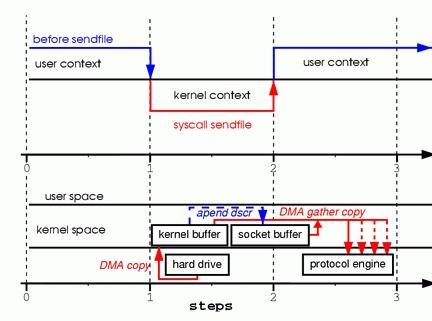 before sendfile
user context
user context
kernel context
syscall sendfile
0 1 2 3
user space
apend dscr
DMA gather copy
kernel space
kernel buffer
socket buffer
DMA copy
hard drive
protocol engine
0 1 2 3
steps